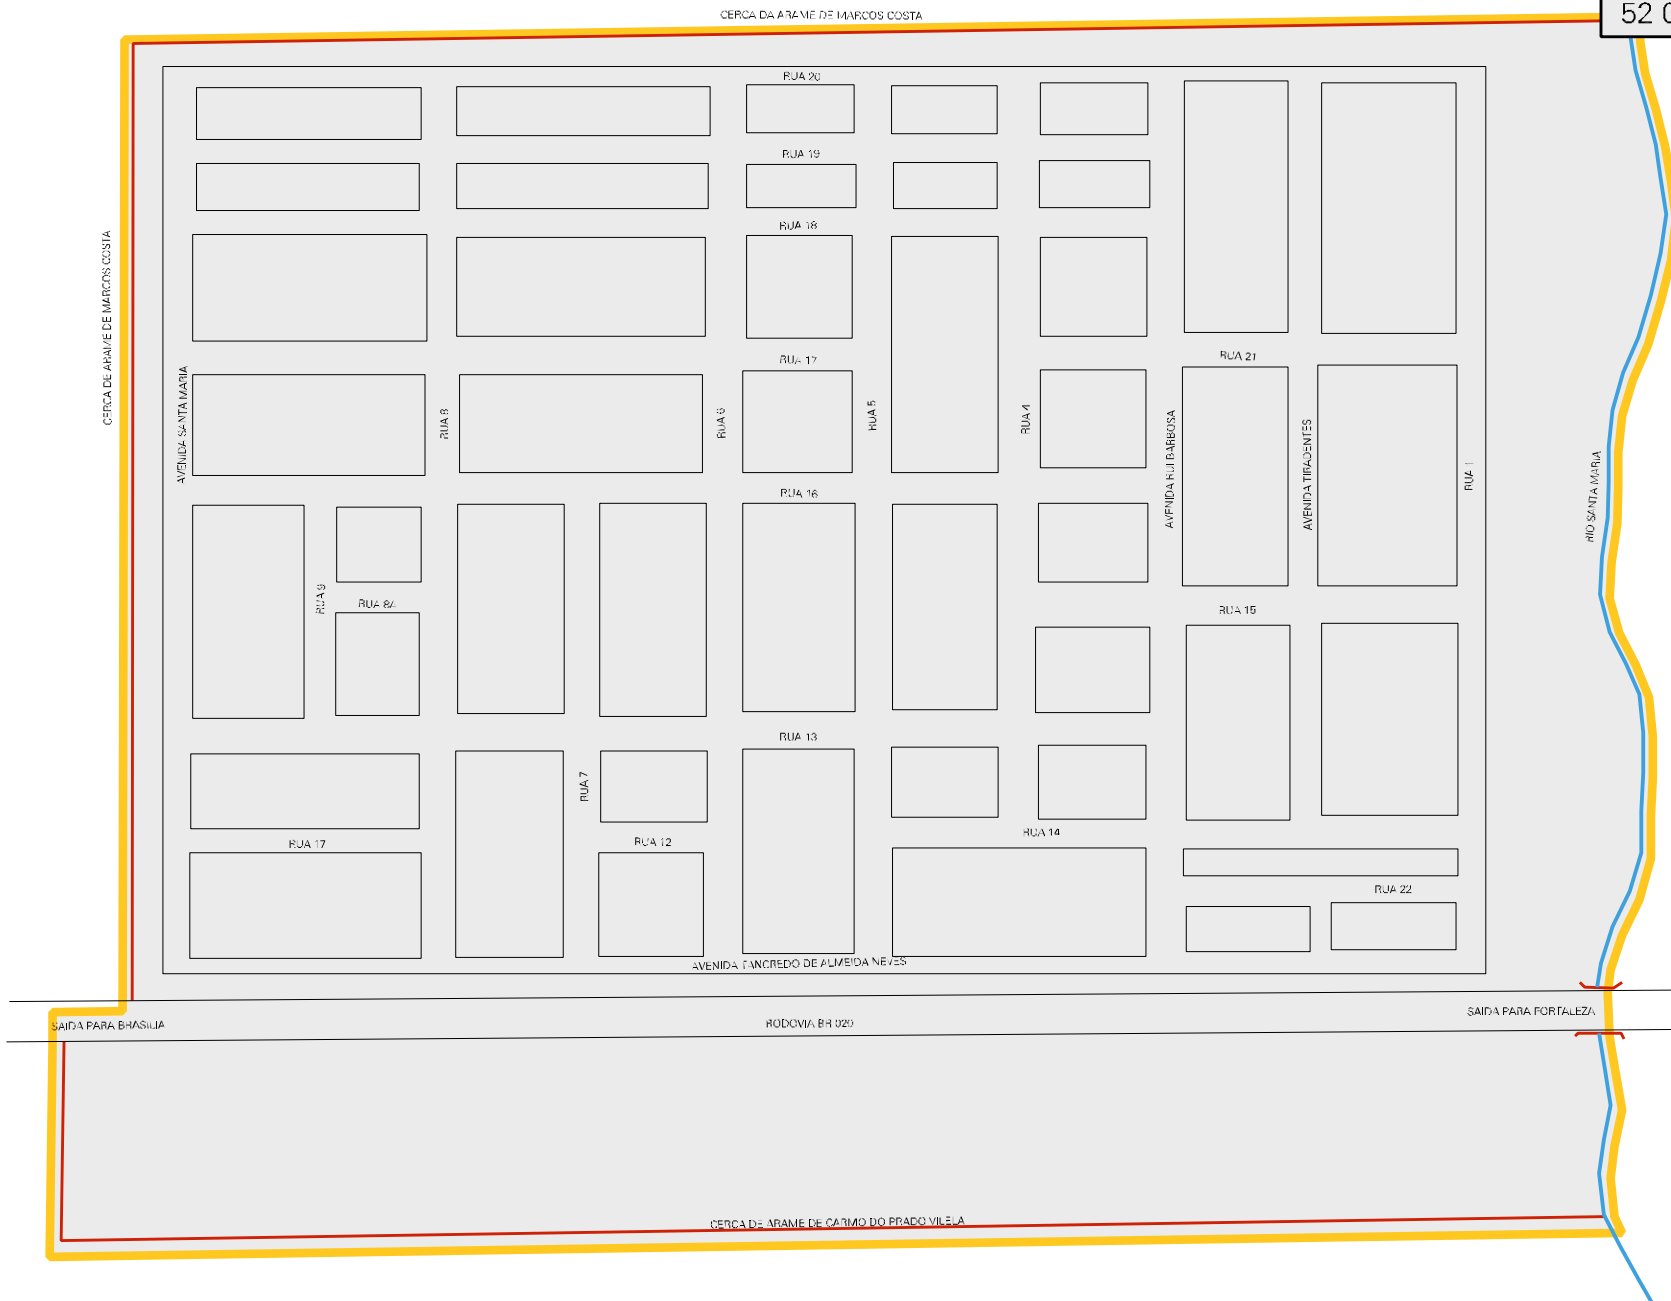 CERCA DA ARAME DE MARCOS COSTA
52 0
RUA 20
RUA 19
RUA 18
CERCA DE ARAME DE MARCOS COSTA
RUA 17
RUA 21
AVENIDA SANTA MARIA
RUA 8
RUA 6
RUA 5
RUA 4
AVENIDA RUI BARBOSA
AVENIDA TIRADENTES
RUA 1
RIO SANTA MARIA
RUA 16
RUA 9
RUA 8A
RUA 15
RUA 13
RUA 7
RUA 17
RUA 12
RUA 14
RUA 22
AVENIDA TANCREDO DE ALMEIDA NEVES
SAIDA PARA BRASILIA
RODOVIA BR 020
SAIDA PARA FORTALEZA
CERCA DE ARAME DE CARMO DO PRADO VILELA